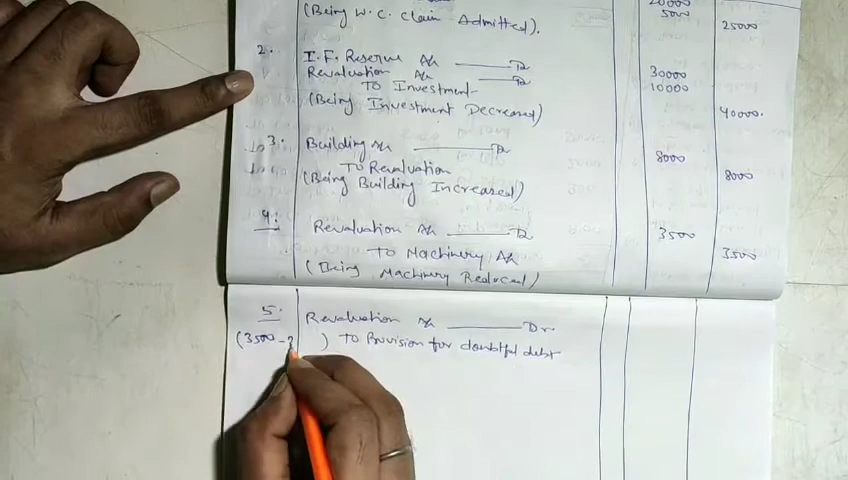 20000
(Being W.C. Claim Admitted). 5000 25000
2. I.F. Reserve A/c —— Dr 30000
Revaluation A/c —— Dr 10000
To Investment 40000.
(Being Investment Decreased)
3. Building A/c —— Dr 8000
To Revaluation 8000
(Being Building Increased)
4. Revaluation A/c —— Dr 3500
To Machinery A/c 3500
(Being Machinery Reduced)
5. Revaluation A/c —— Dr.
(3500 - ) To Provision for doubtful debt